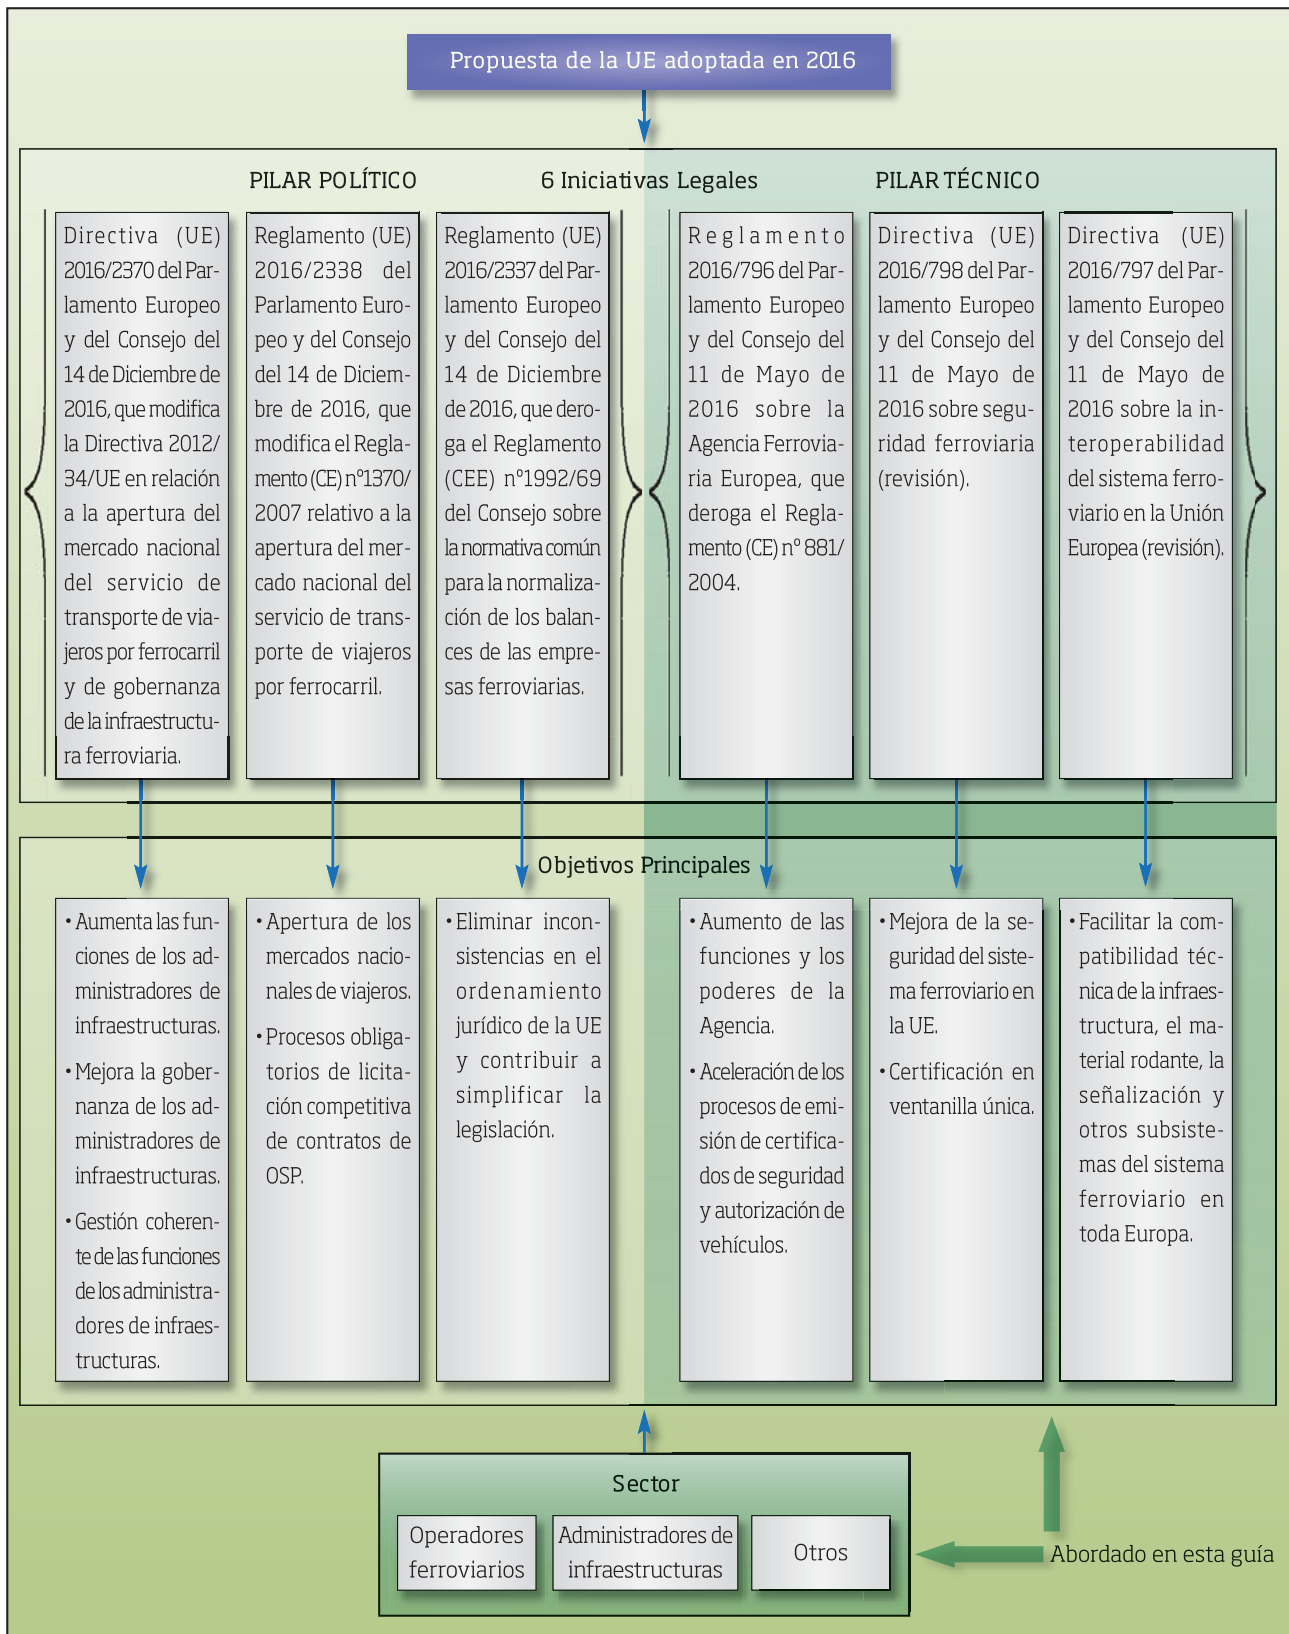 Propuesta de la UE adoptada en 2016
PILAR POLÍTICO
6 Iniciativas Legales
PILAR TÉCNICO
Directiva (UE)
2016/2370 del Par-
lamento Europeo
y del Consejo del
14 de Diciembre de
2016, que modifica
la Directiva 2012/
34/UE en relación
a la apertura del
mercado nacional
del servicio de
transporte de via-
jeros por ferrocarril
y de gobernanza
de la infraestructu-
ra ferroviaria.
Reglamento (UE)
2016/2338 del
Parlamento Euro-
peo y del Consejo
del 14 de Diciem-
bre de 2016, que
modifica el Regla-
mento (CE) nº1370/
2007 relativo a la
apertura del mer-
cado nacional del
servicio de trans-
porte de viajeros
por ferrocarril.
Reglamento (UE)
2016/2337 del Par-
lamento Europeo
y del Consejo del
14 de Diciembre
de 2016, que dero-
ga el Reglamento
(CEE) nº1992/69
del Consejo sobre
la normativa común
para la normaliza-
ción de los balan-
ces de las empre-
sas ferroviarias.
Reglamento
2016/796 del Par-
lamento Europeo
y del Consejo del
11 de Mayo de
2016 sobre la
Agencia Ferrovia-
ria Europea, que
deroga el Regla-
mento (CE) nº 881/
2004.
Directiva (UE)
2016/798 del Par-
lamento Europeo
y del Consejo del
11 de Mayo de
2016 sobre segu-
ridad ferroviaria
(revisión).
Directiva (UE)
2016/797 del Par-
lamento Europeo
y del Consejo del
11 de Mayo de
2016 sobre la in-
teroperabilidad
del sistema ferro-
viario en la Unión
Europea (revisión).
Objetivos Principales
• Aumenta las fun-
ciones de los ad-
ministradores de
infraestructuras.
• Mejora la gober-
nanza de los ad-
ministradores de
infraestructuras.
• Gestión coheren-
te de las funciones
de los administra-
dores de infraes-
tructuras.
• Apertura de los
mercados nacio-
nales de viajeros.
• Procesos obliga-
torios de licita-
ción competitiva
de contratos de
OSP.
• Eliminar incon-
sistencias en el
ordenamiento
jurídico de la UE
y contribuir a
simplificar la
legislación.
• Aumento de las
funciones y los
poderes de la
Agencia.
• Aceleración de los
procesos de emi-
sión de certifica-
dos de seguridad
y autorización de
vehículos.
• Mejora de la se-
guridad del siste-
ma ferroviario en
la UE.
• Certificación en
ventanilla única.
• Facilitar la com-
patibilidad téc-
nica de la infraes-
tructura, el ma-
terial rodante, la
señalización y
otros subsiste-
mas del sistema
ferroviario en
toda Europa.
Sector
Operadores
ferroviarios
Administradores de
infraestructuras
Otros
Abordado en esta guía